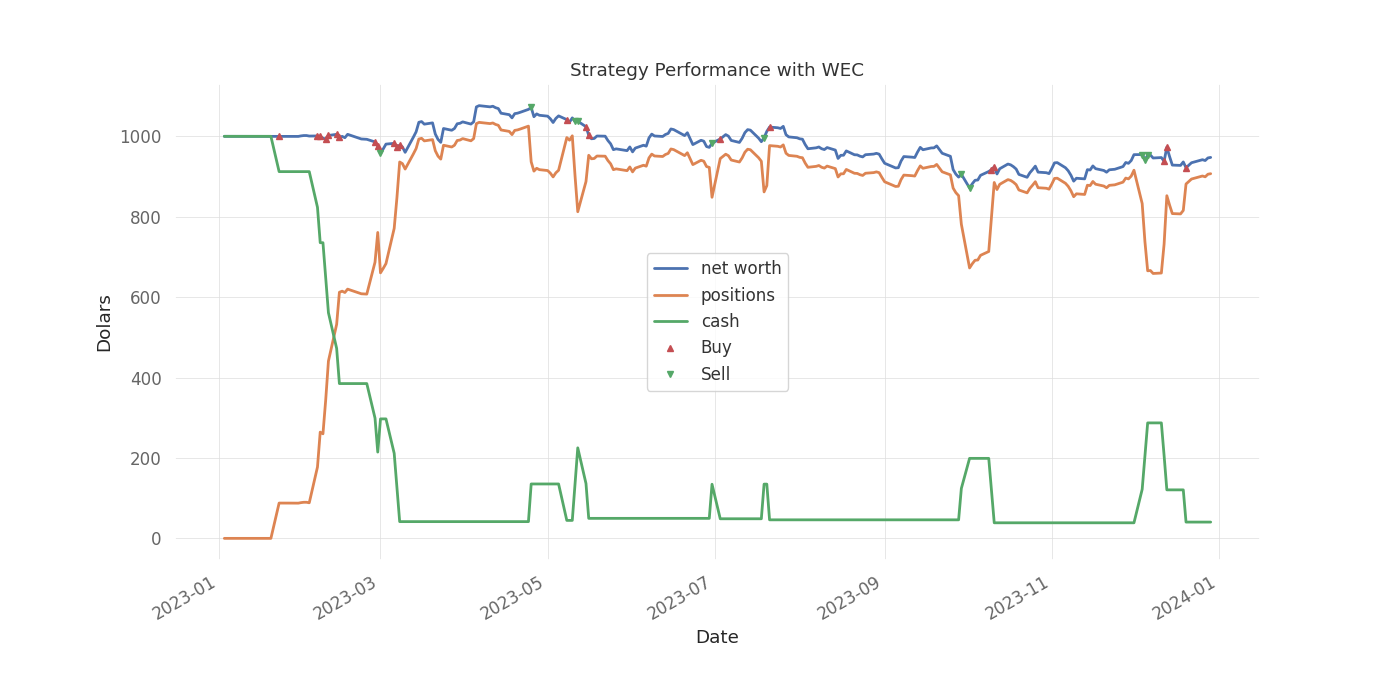 Strategy Performance with WEC
Dolars
1000
800
600
400
200
0
net worth
positions
cash
Buy
Sell
2023-01
2023-03
2023-05
2023-07
2023-09
2023-11
2024-01
Date